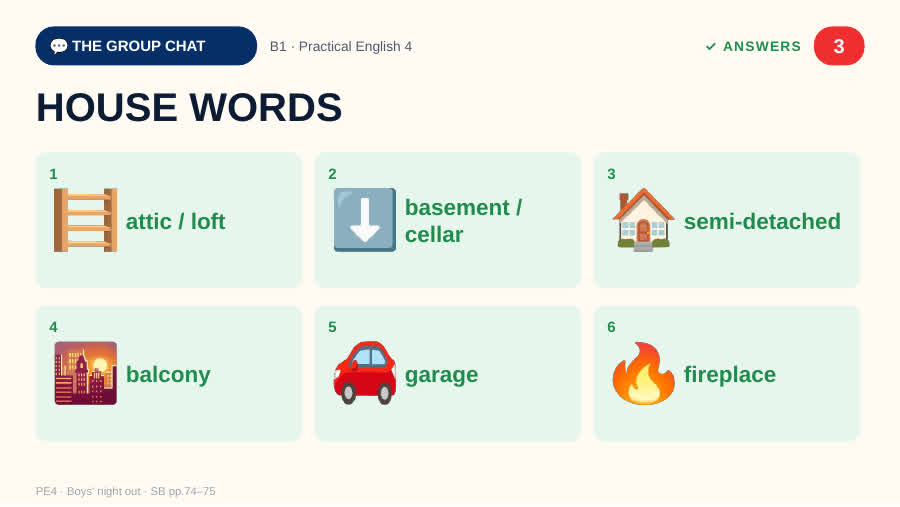 💬 THE GROUP CHAT
B1 · Practical English 4
✓ ANSWERS
3
HOUSE WORDS
1
attic / loft
2
basement /
cellar
3
semi-detached
4
balcony
5
garage
6
fireplace
PE4 · Boys' night out · SB pp.74–75